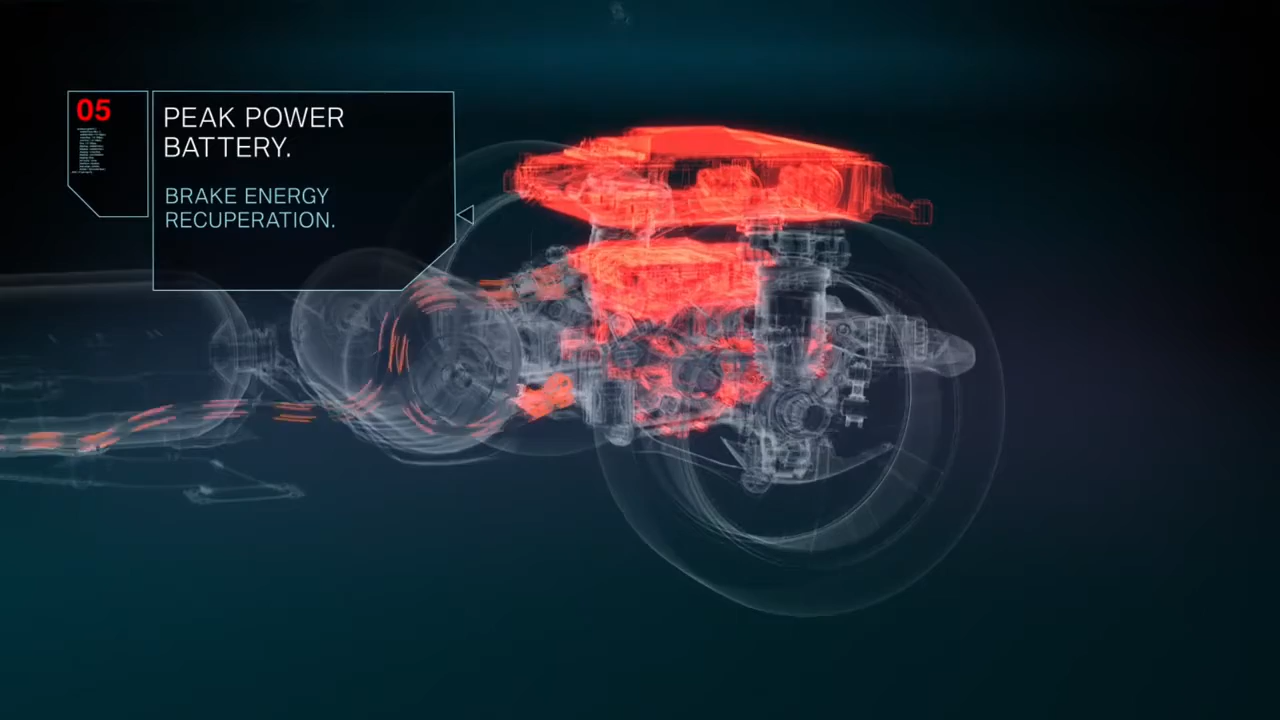 05
PEAK POWER
BATTERY.
BRAKE ENERGY
RECUPERATION.